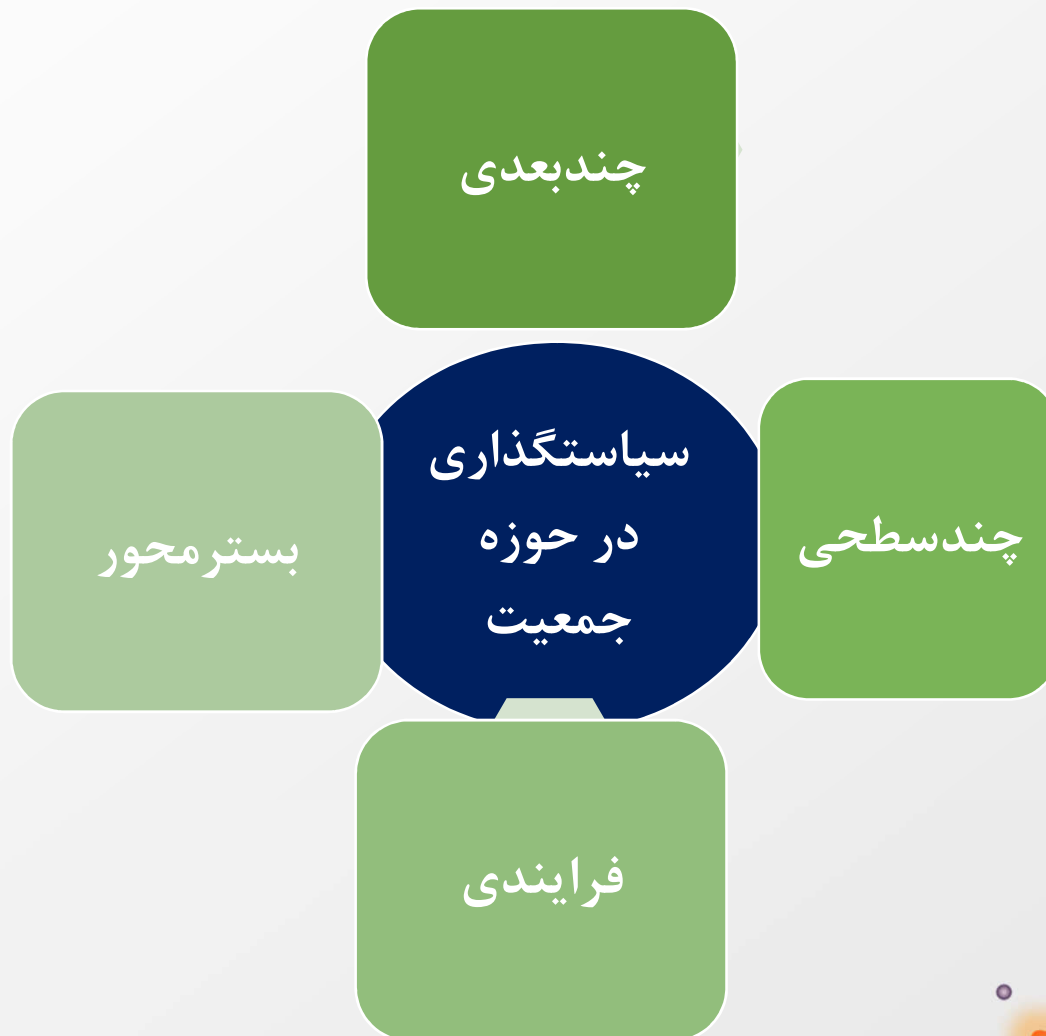 چندبعدی
سیاستگذاری
در حوزه
جمعیت
چندسطحی
بسترمحور
فرایندی